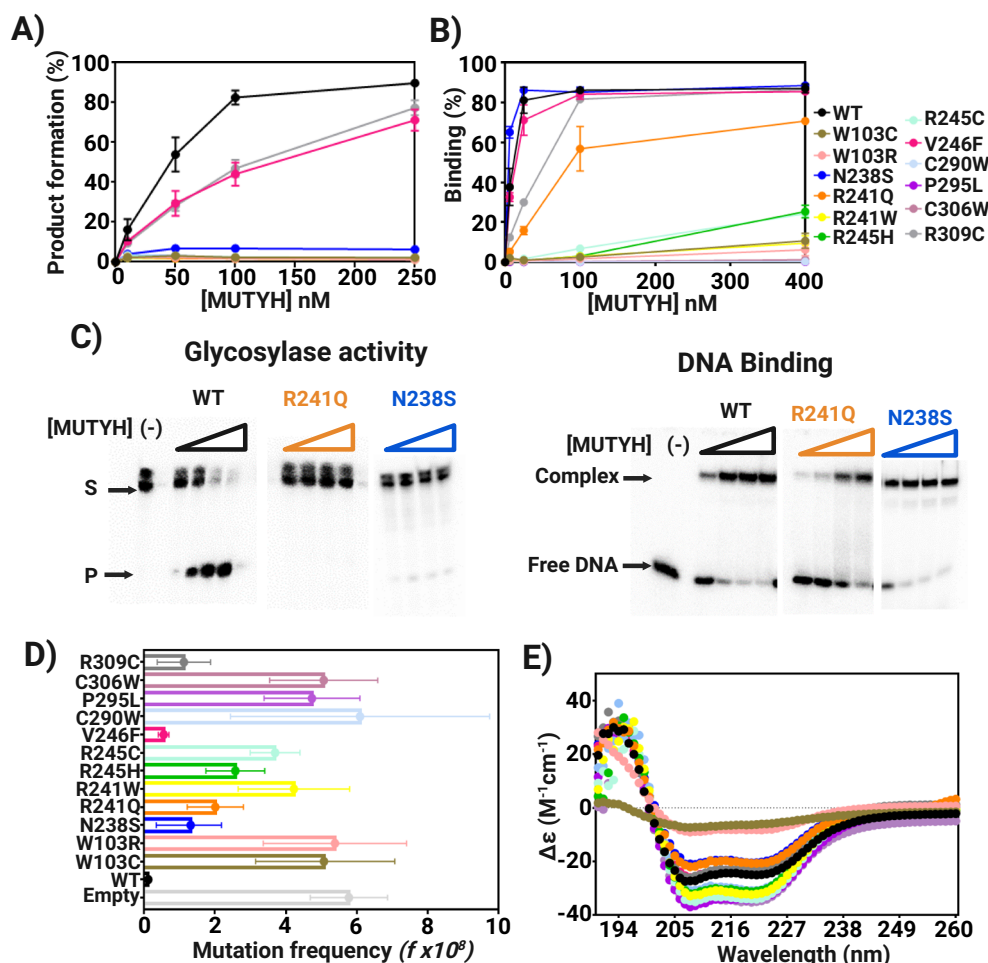 A)
Product formation (%)
100
80
60
40
20
0
0 50 100 150 200 250
[MUTYH] nM
B)
Binding (%)
100
80
60
40
20
0
0 100 200 300 400
[MUTYH] nM
WT
W103C
W103R
N238S
R241Q
R241W
R245H
R245C
V246F
C290W
P295L
C306W
R309C
C)
Glycosylase activity
WT R241Q N238S
[MUTYH] (-)
S
P
DNA Binding
WT R241Q N238S
[MUTYH] (-)
Complex
Free DNA
D)
R309C
C306W
P295L
C290W
V246F
R245C
R245H
R241W
R241Q
N238S
W103R
W103C
WT
Empty
0 2 4 6 8 10
Mutation frequency (f x10⁸)
E)
Δε (M⁻¹cm⁻¹)
40
20
0
-20
-40
194 205 216 227 238 249 260
Wavelength (nm)